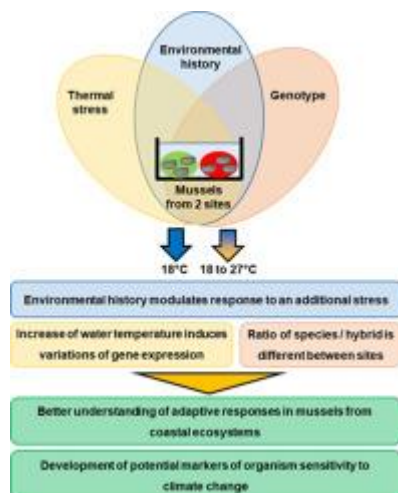 Environmental
history
Thermal
stress
Genotype
Mussels
from 2 sites
18°C 18 to 27°C
Environmental history modulates response to an additional stress
Increase of water temperature induces
variations of gene expression
Ratio of species / hybrid is
different between sites
Better understanding of adaptive responses in mussels from
coastal ecosystems
Development of potential markers of organism sensitivity to
climate change